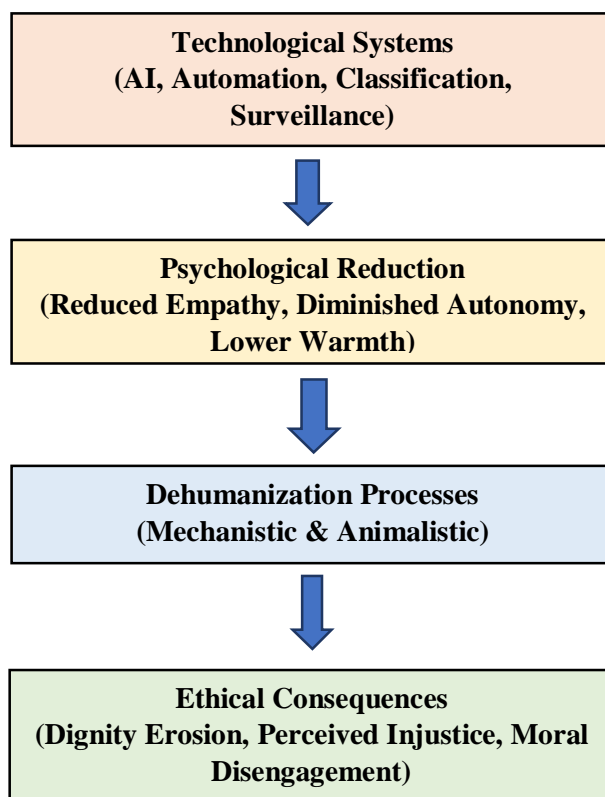 Technological Systems
(AI, Automation, Classification,
Surveillance)
Psychological Reduction
(Reduced Empathy, Diminished Autonomy,
Lower Warmth)
Dehumanization Processes
(Mechanistic & Animalistic)
Ethical Consequences
(Dignity Erosion, Perceived Injustice, Moral
Disengagement)